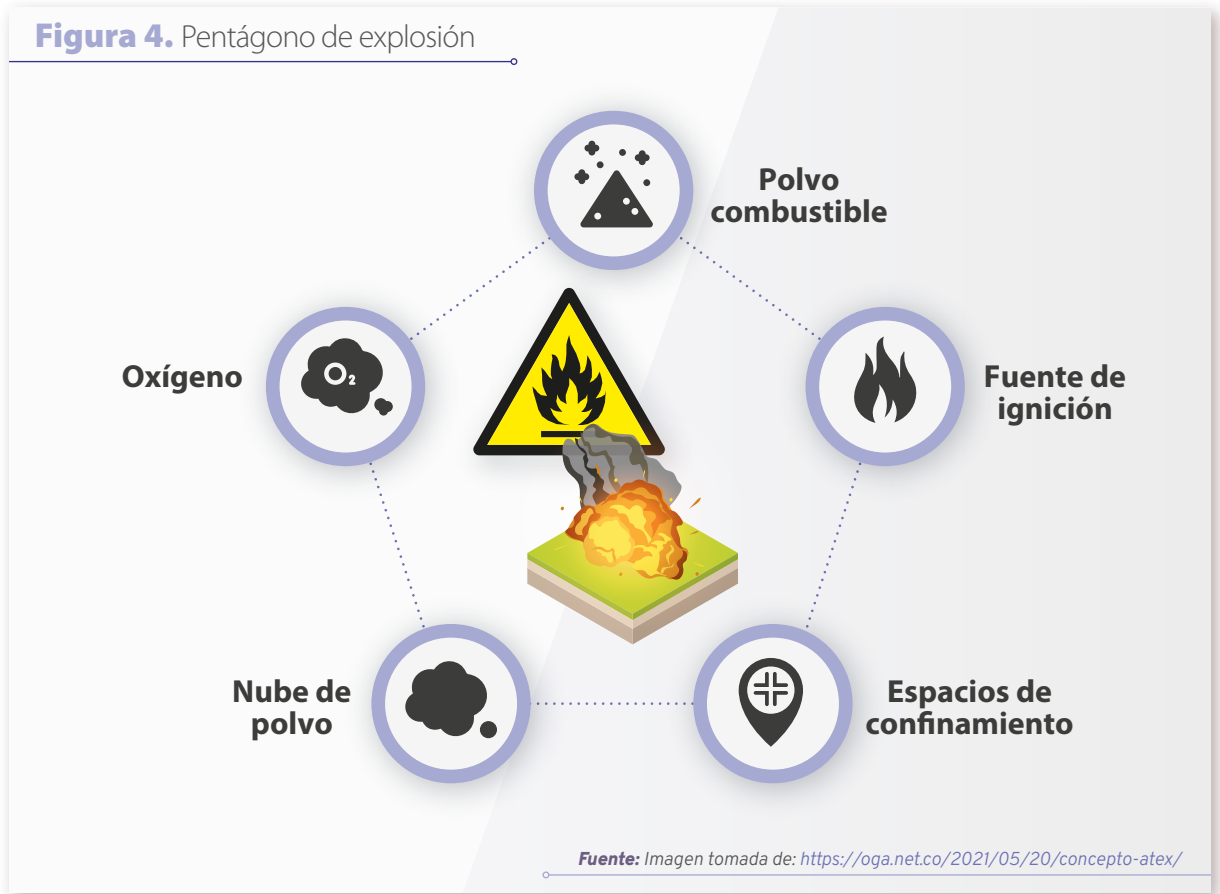 Figura 4. Pentágono de explosión
Polvo
combustible
Oxígeno
O₂
Fuente de
ignición
Nube de
polvo
Espacios de
confinamiento
Fuente: Imagen tomada de: https://oga.net.co/2021/05/20/concepto-atex/